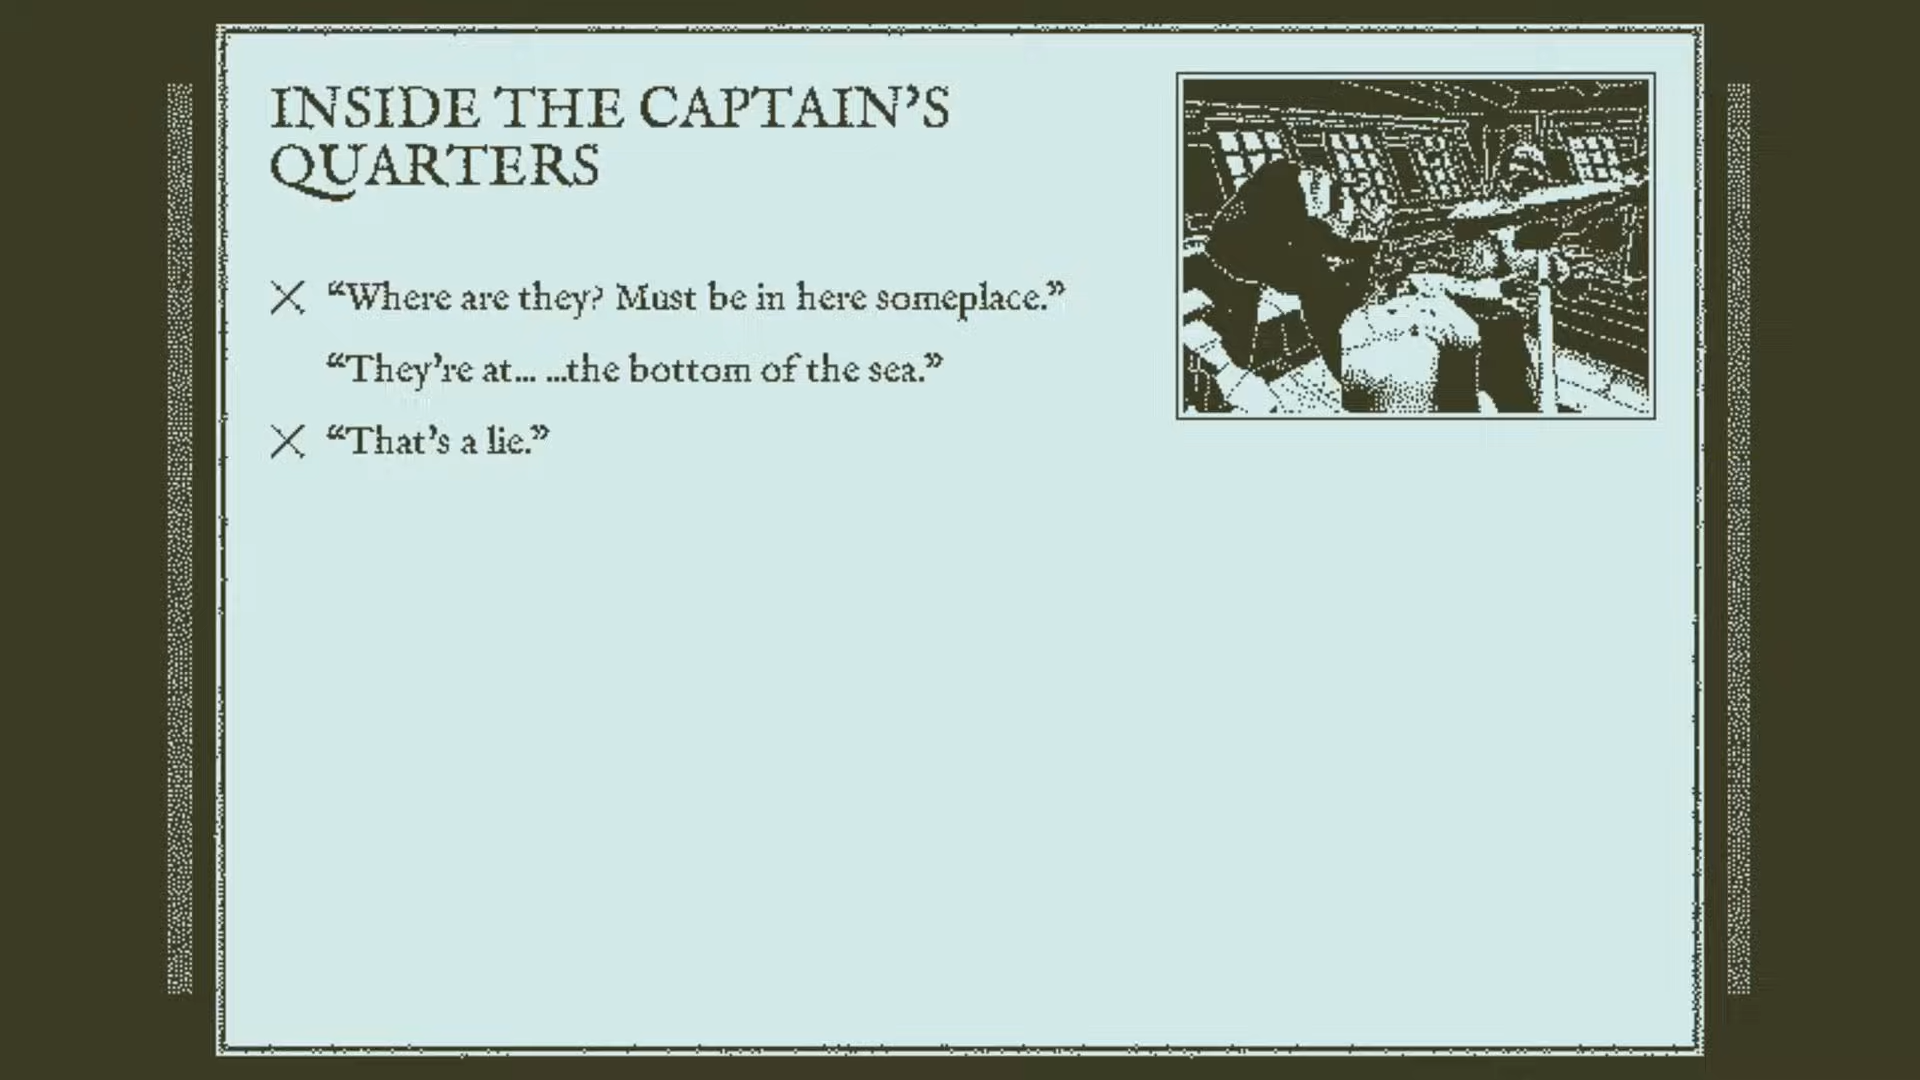 INSIDE THE CAPTAIN'S
QUARTERS
"Where are they? Must be in here someplace."
"They're at... ...the bottom of the sea."
"That's a lie."